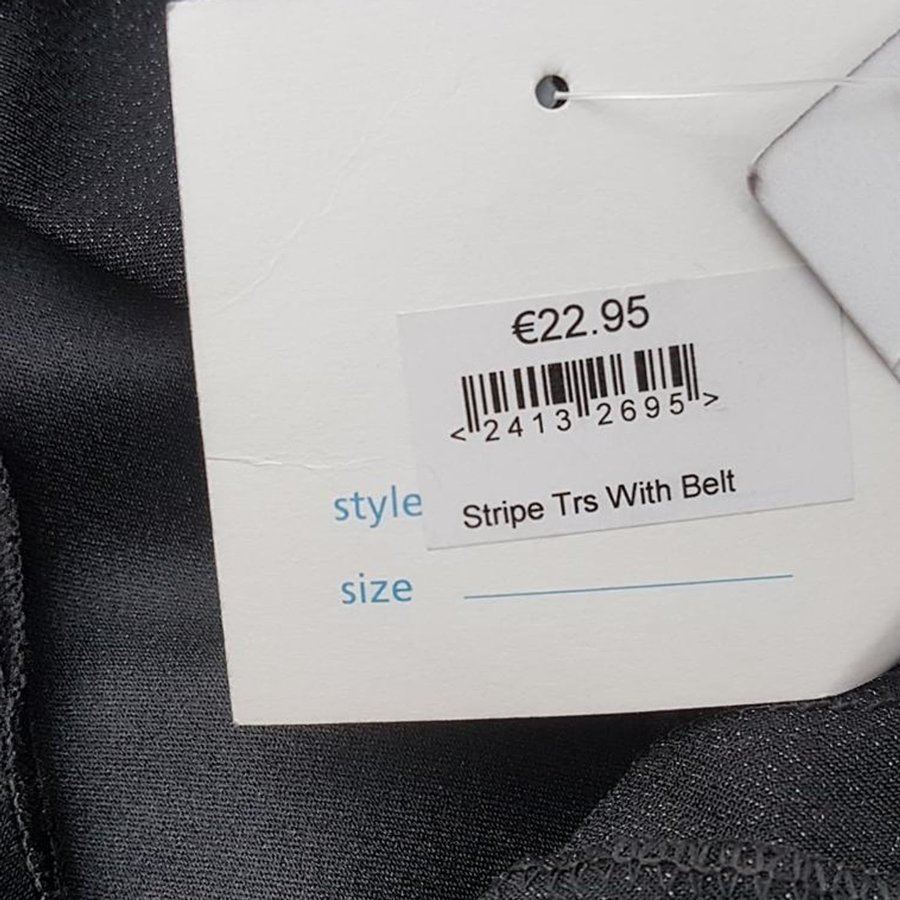 €22.95
<2413 2695>
Stripe Trs With Belt
style
size